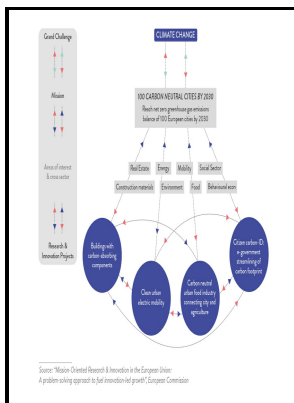 Grand Challenge
CLIMATE CHANGE
Mission
100 CARBON NEUTRAL CITIES BY 2030
Reach net zero greenhouse gas emissions
balance of 100 European cities by 2030
Areas of interest
& cross sector
Real Estate
Energy
Mobility
Social Sector
Construction materials
Environment
Food
Behavioural econ
Research &
Innovation Projects
Buildings with
carbon-absorbing
components
Clean urban
electric mobility
Carbon neutral
urban food industry
connecting city and
agriculture
Citizen carbon-ID:
e-government
streamlining of
carbon footprint
Source: "Mission-Oriented Research & Innovation in the European Union:
A problem-solving approach to fuel innovation-led growth", European Commission